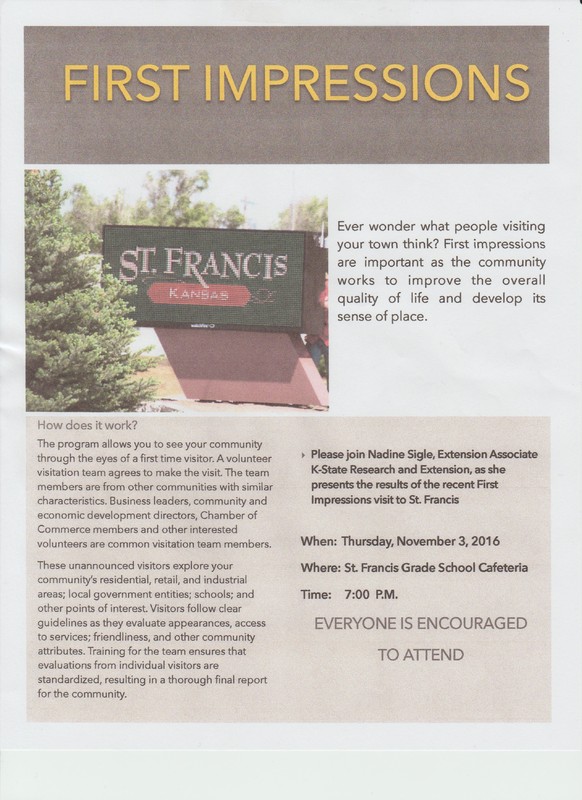 FIRST IMPRESSIONS
ST. FRANCIS
KANSAS
Ever wonder what people visiting
your town think? First impressions
are important as the community
works to improve the overall
quality of life and develop its
sense of place.
How does it work?
The program allows you to see your community
through the eyes of a first time visitor. A volunteer
visitation team agrees to make the visit. The team
members are from other communities with similar
characteristics. Business leaders, community and
economic development directors, Chamber of
Commerce members and other interested
volunteers are common visitation team members.
These unannounced visitors explore your
community's residential, retail, and industrial
areas; local government entities; schools; and
other points of interest. Visitors follow clear
guidelines as they evaluate appearances, access
to services; friendliness, and other community
attributes. Training for the team ensures that
evaluations from individual visitors are
standardized, resulting in a thorough final report
for the community.
Please join Nadine Sigle, Extension Associate
K-State Research and Extension, as she
presents the results of the recent First
Impressions visit to St. Francis
When: Thursday, November 3, 2016
Where: St. Francis Grade School Cafeteria
Time: 7:00 P.M.
EVERYONE IS ENCOURAGED
TO ATTEND